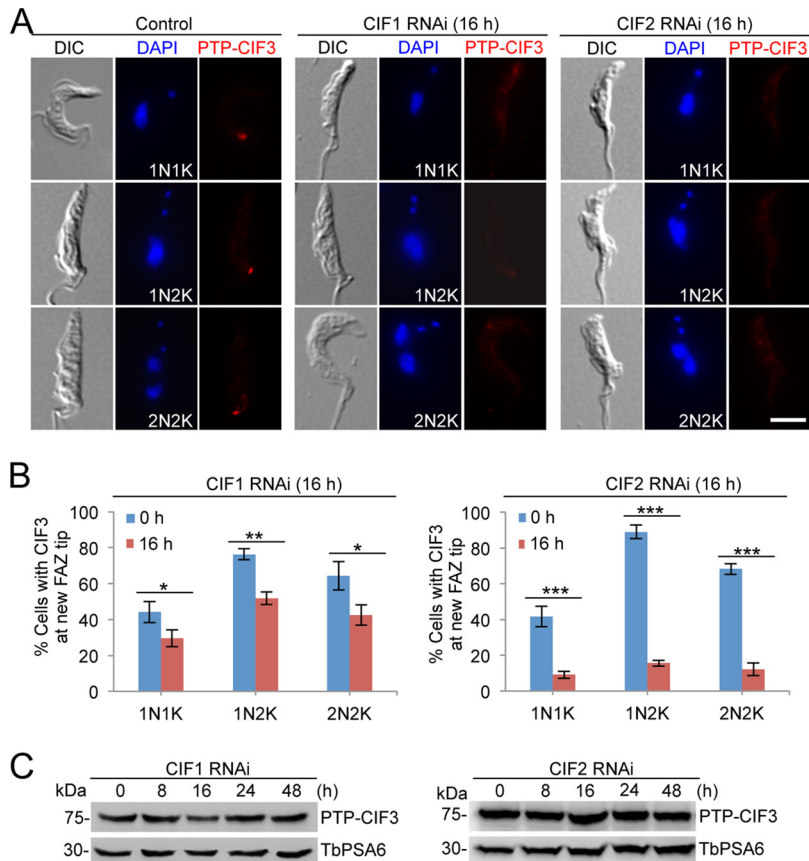 A
Control
CIF1 RNAi (16 h)
CIF2 RNAi (16 h)
DIC DAPI PTP-CIF3
DIC DAPI PTP-CIF3
DIC DAPI PTP-CIF3
1N1K
1N1K
1N1K
1N2K
1N2K
1N2K
2N2K
2N2K
2N2K
B
CIF1 RNAi (16 h)
% Cells with CIF3
at new FAZ tip
100
80
60
40
20
0
0 h
16 h
*
**
*
1N1K 1N2K 2N2K
CIF2 RNAi (16 h)
% Cells with CIF3
at new FAZ tip
100
80
60
40
20
0
0 h
16 h
***
***
***
1N1K 1N2K 2N2K
C
CIF1 RNAi
kDa 0 8 16 24 48 (h)
75- PTP-CIF3
30- TbPSA6
CIF2 RNAi
kDa 0 8 16 24 48 (h)
75- PTP-CIF3
30- TbPSA6